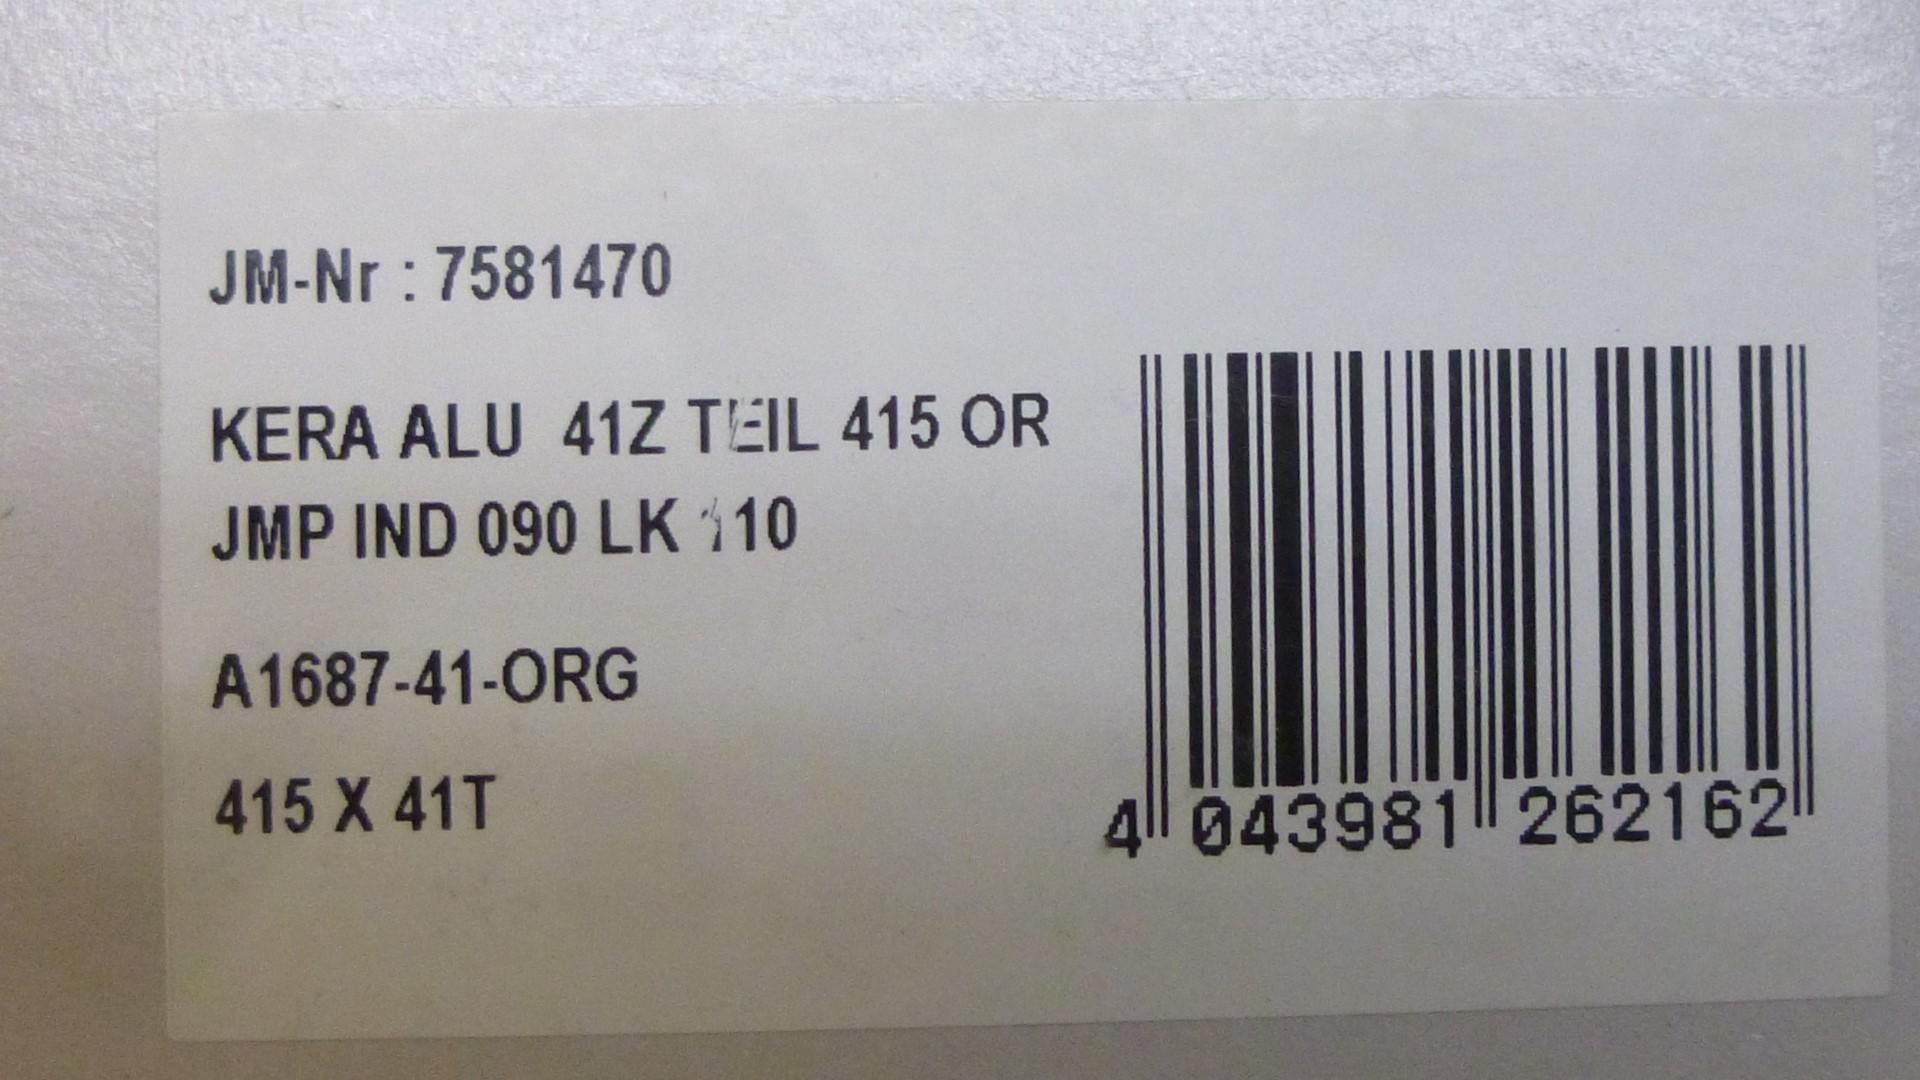 JM-Nr : 7581470
KERA ALU 41Z TEIL 415 OR
JMP IND 090 LK 110
A1687-41-ORG
415 X 41T
4 043981 262162